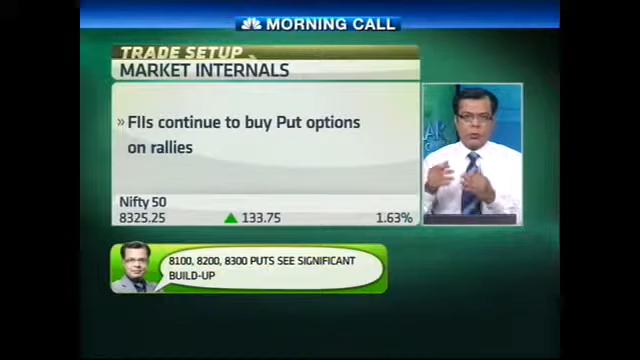 MORNING CALL
TRADE SETUP
MARKET INTERNALS
» FIIs continue to buy Put options
on rallies
Nifty 50
8325.25 ▲ 133.75 1.63%
8100, 8200, 8300 PUTS SEE SIGNIFICANT
BUILD-UP